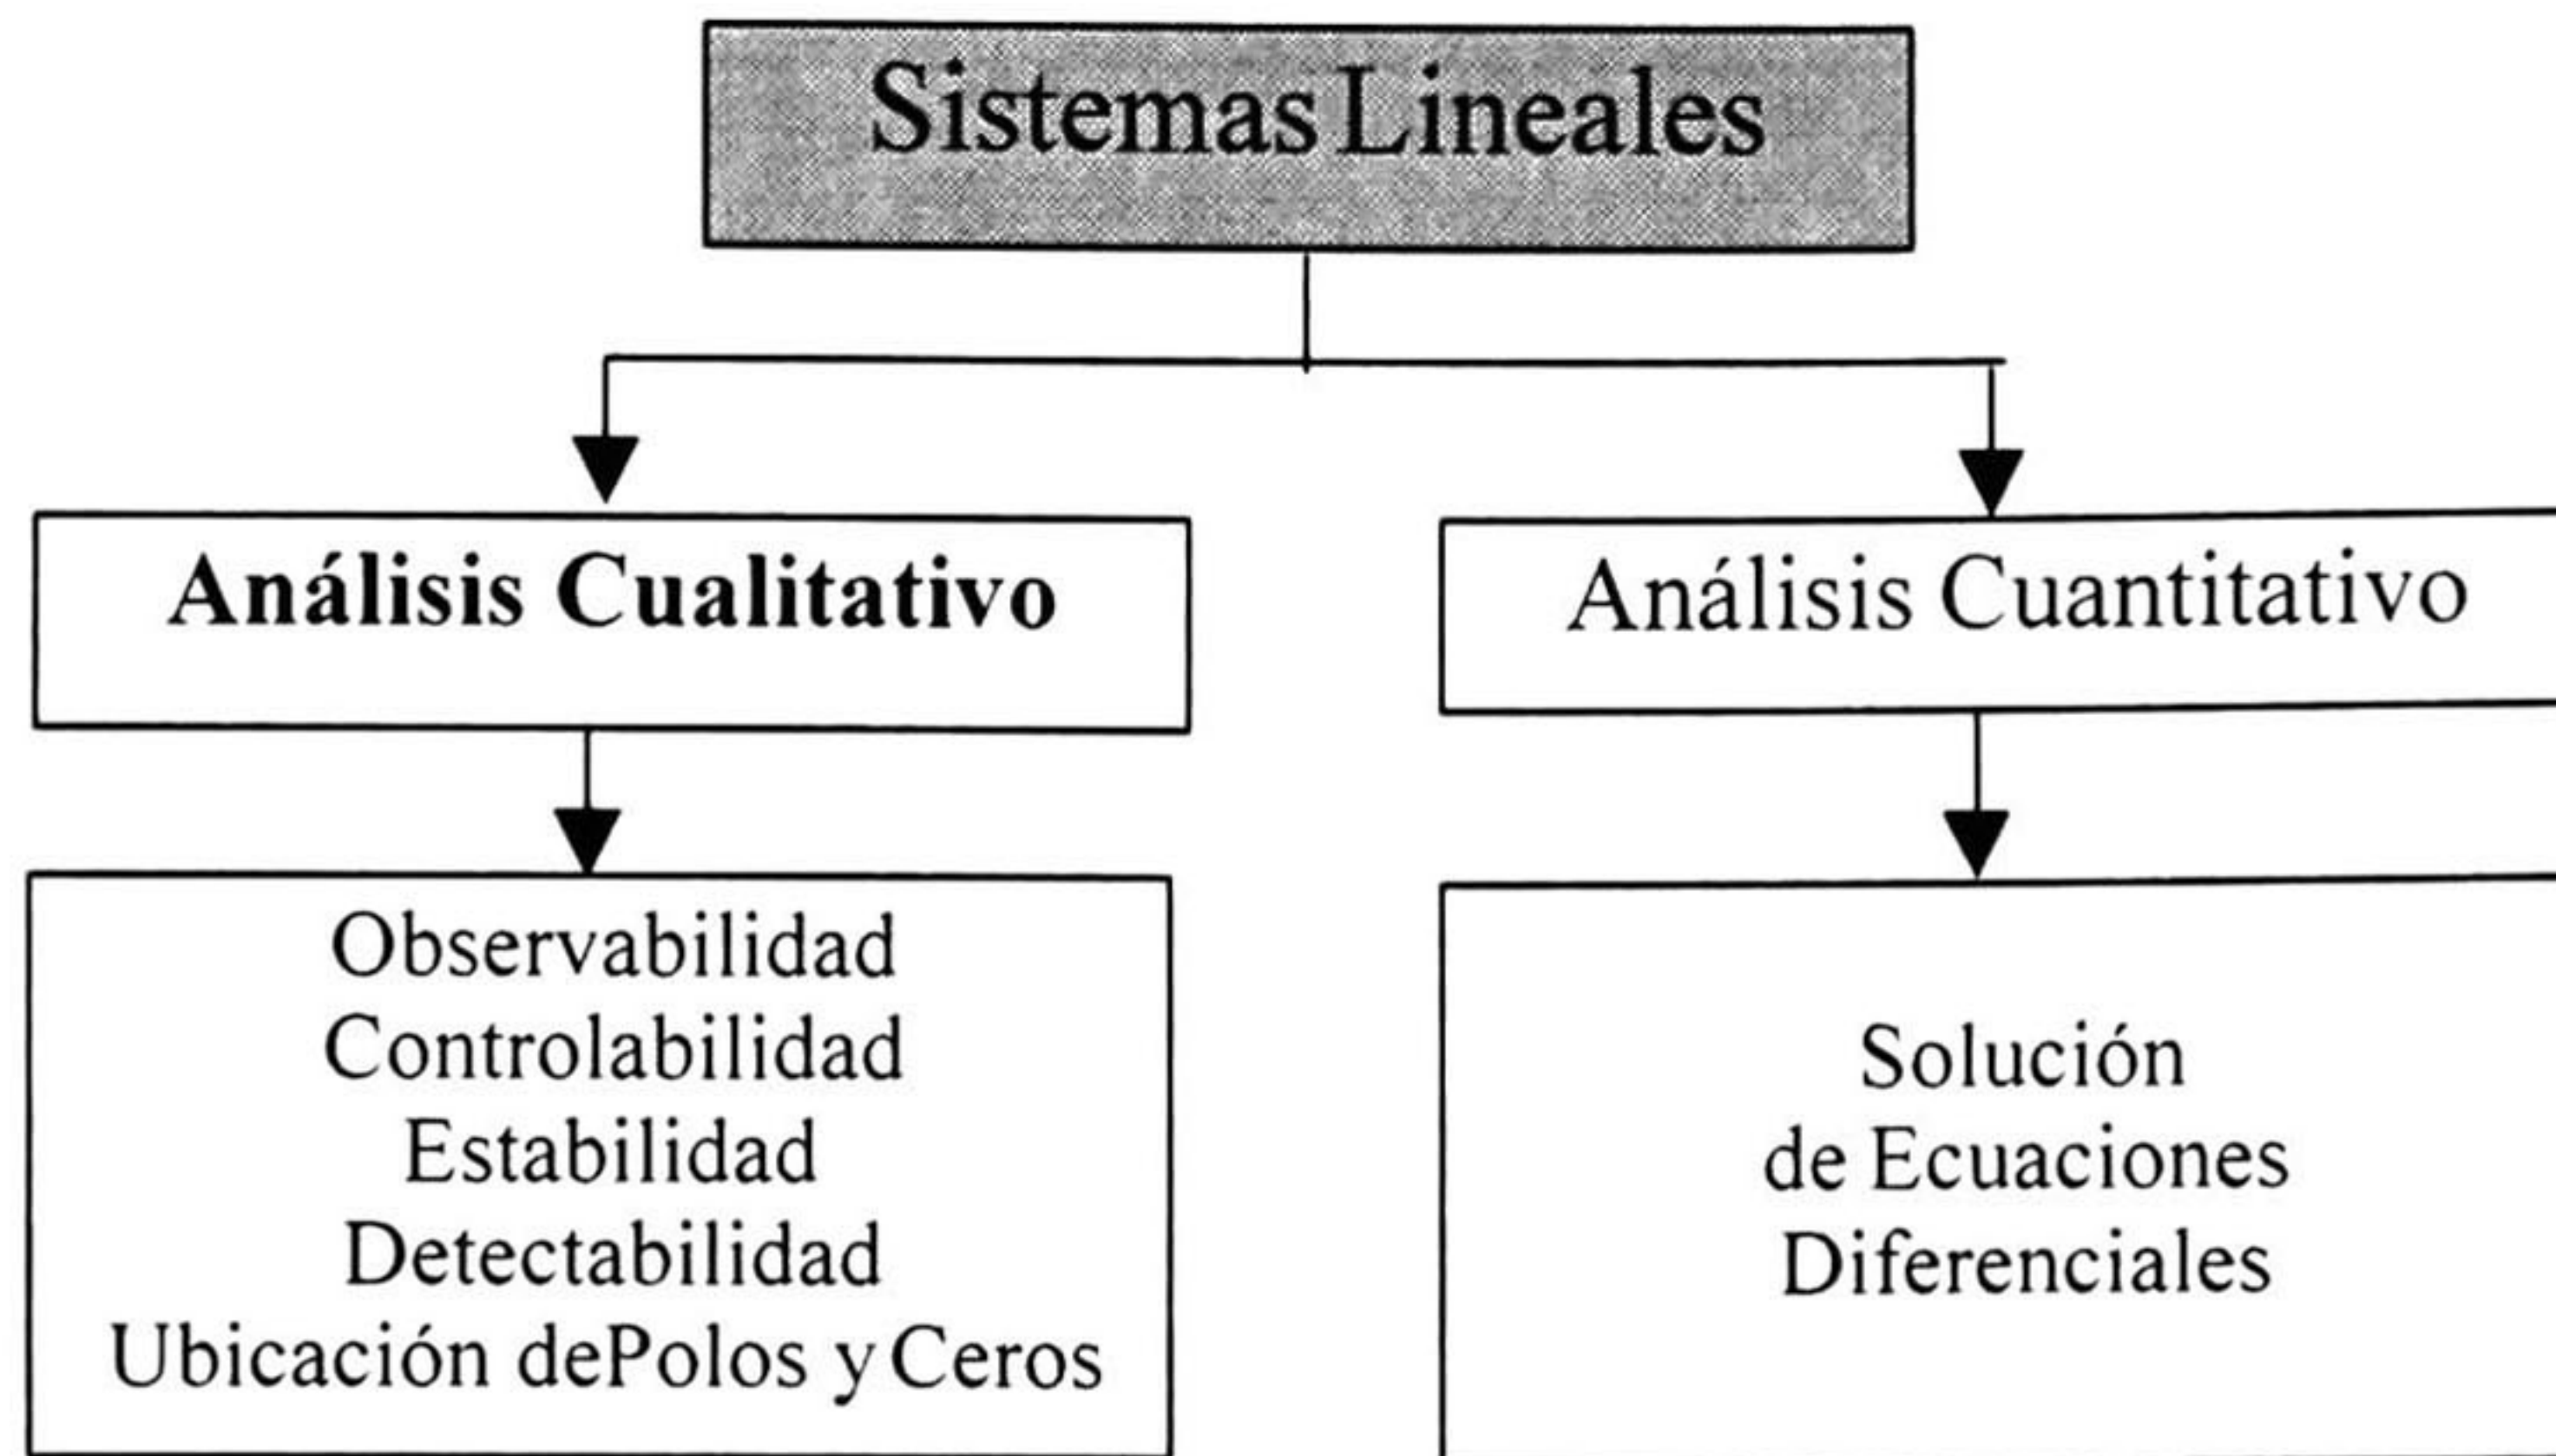 Sistemas Lineales
Análisis Cualitativo
Análisis Cuantitativo
Observabilidad
Controlabilidad
Estabilidad
Detectabilidad
Ubicación dePolos y Ceros
Solución
de Ecuaciones
Diferenciales